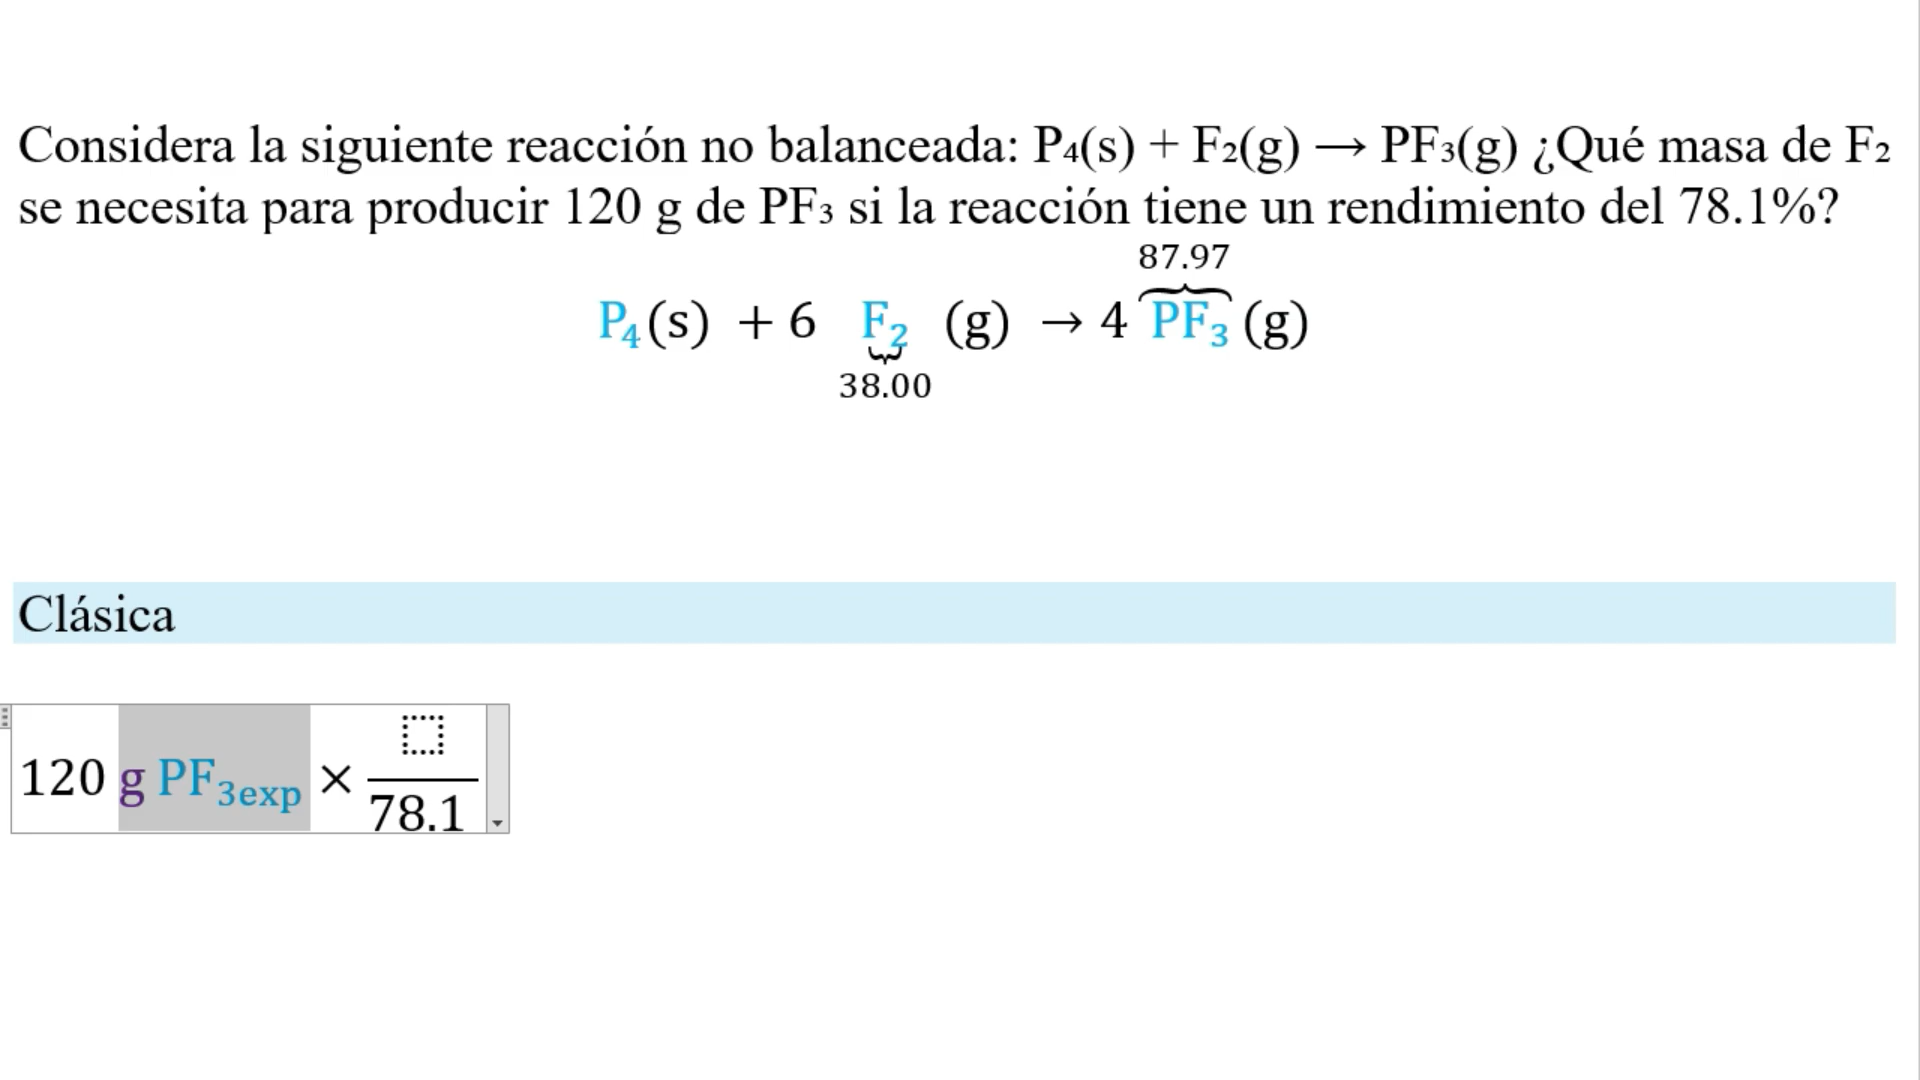 Considera la siguiente reacción no balanceada: P₄(s) + F₂(g) → PF₃(g) ¿Qué masa de F₂
se necesita para producir 120 g de PF₃ si la reacción tiene un rendimiento del 78.1%?
87.97
P₄(s) + 6 F₂ (g) → 4 PF₃ (g)
38.00
Clásica
120 g PF₃exp × ⬚/78.1